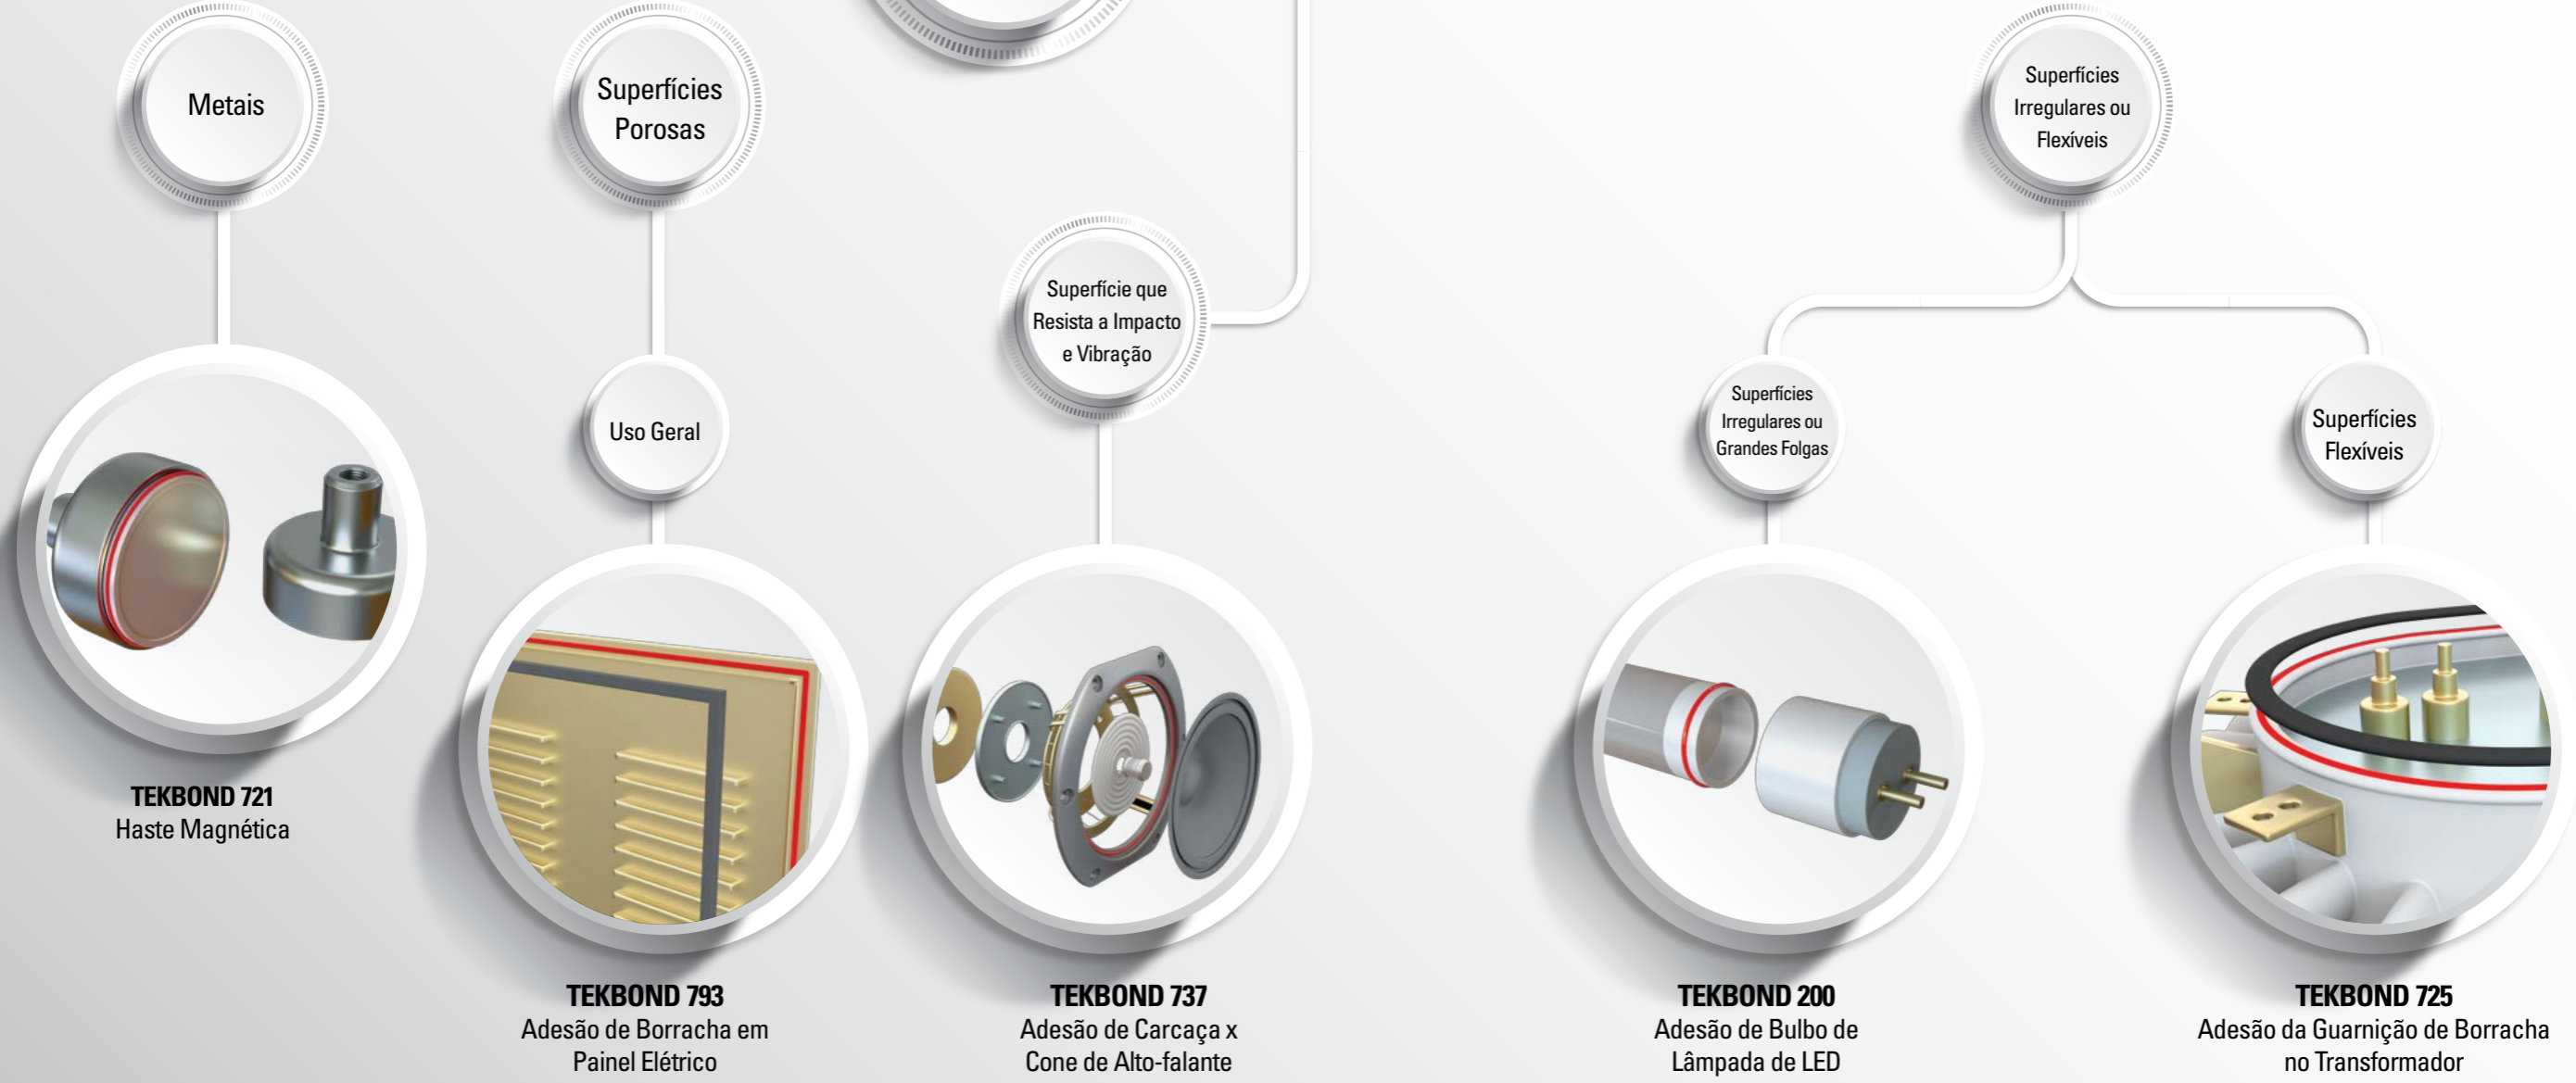 Metais
TEKBOND 721
Haste Magnética
Superfícies
Porosas
Uso Geral
TEKBOND 793
Adesão de Borracha em
Painel Elétrico
Superfície que
Resista a Impacto
e Vibração
TEKBOND 737
Adesão de Carcaça x
Cone de Alto-falante
Superfícies
Irregulares ou
Flexíveis
Superfícies
Irregulares ou
Grandes Folgas
TEKBOND 200
Adesão de Bulbo de
Lâmpada de LED
Superfícies
Flexíveis
TEKBOND 725
Adesão da Guarnição de Borracha
no Transformador